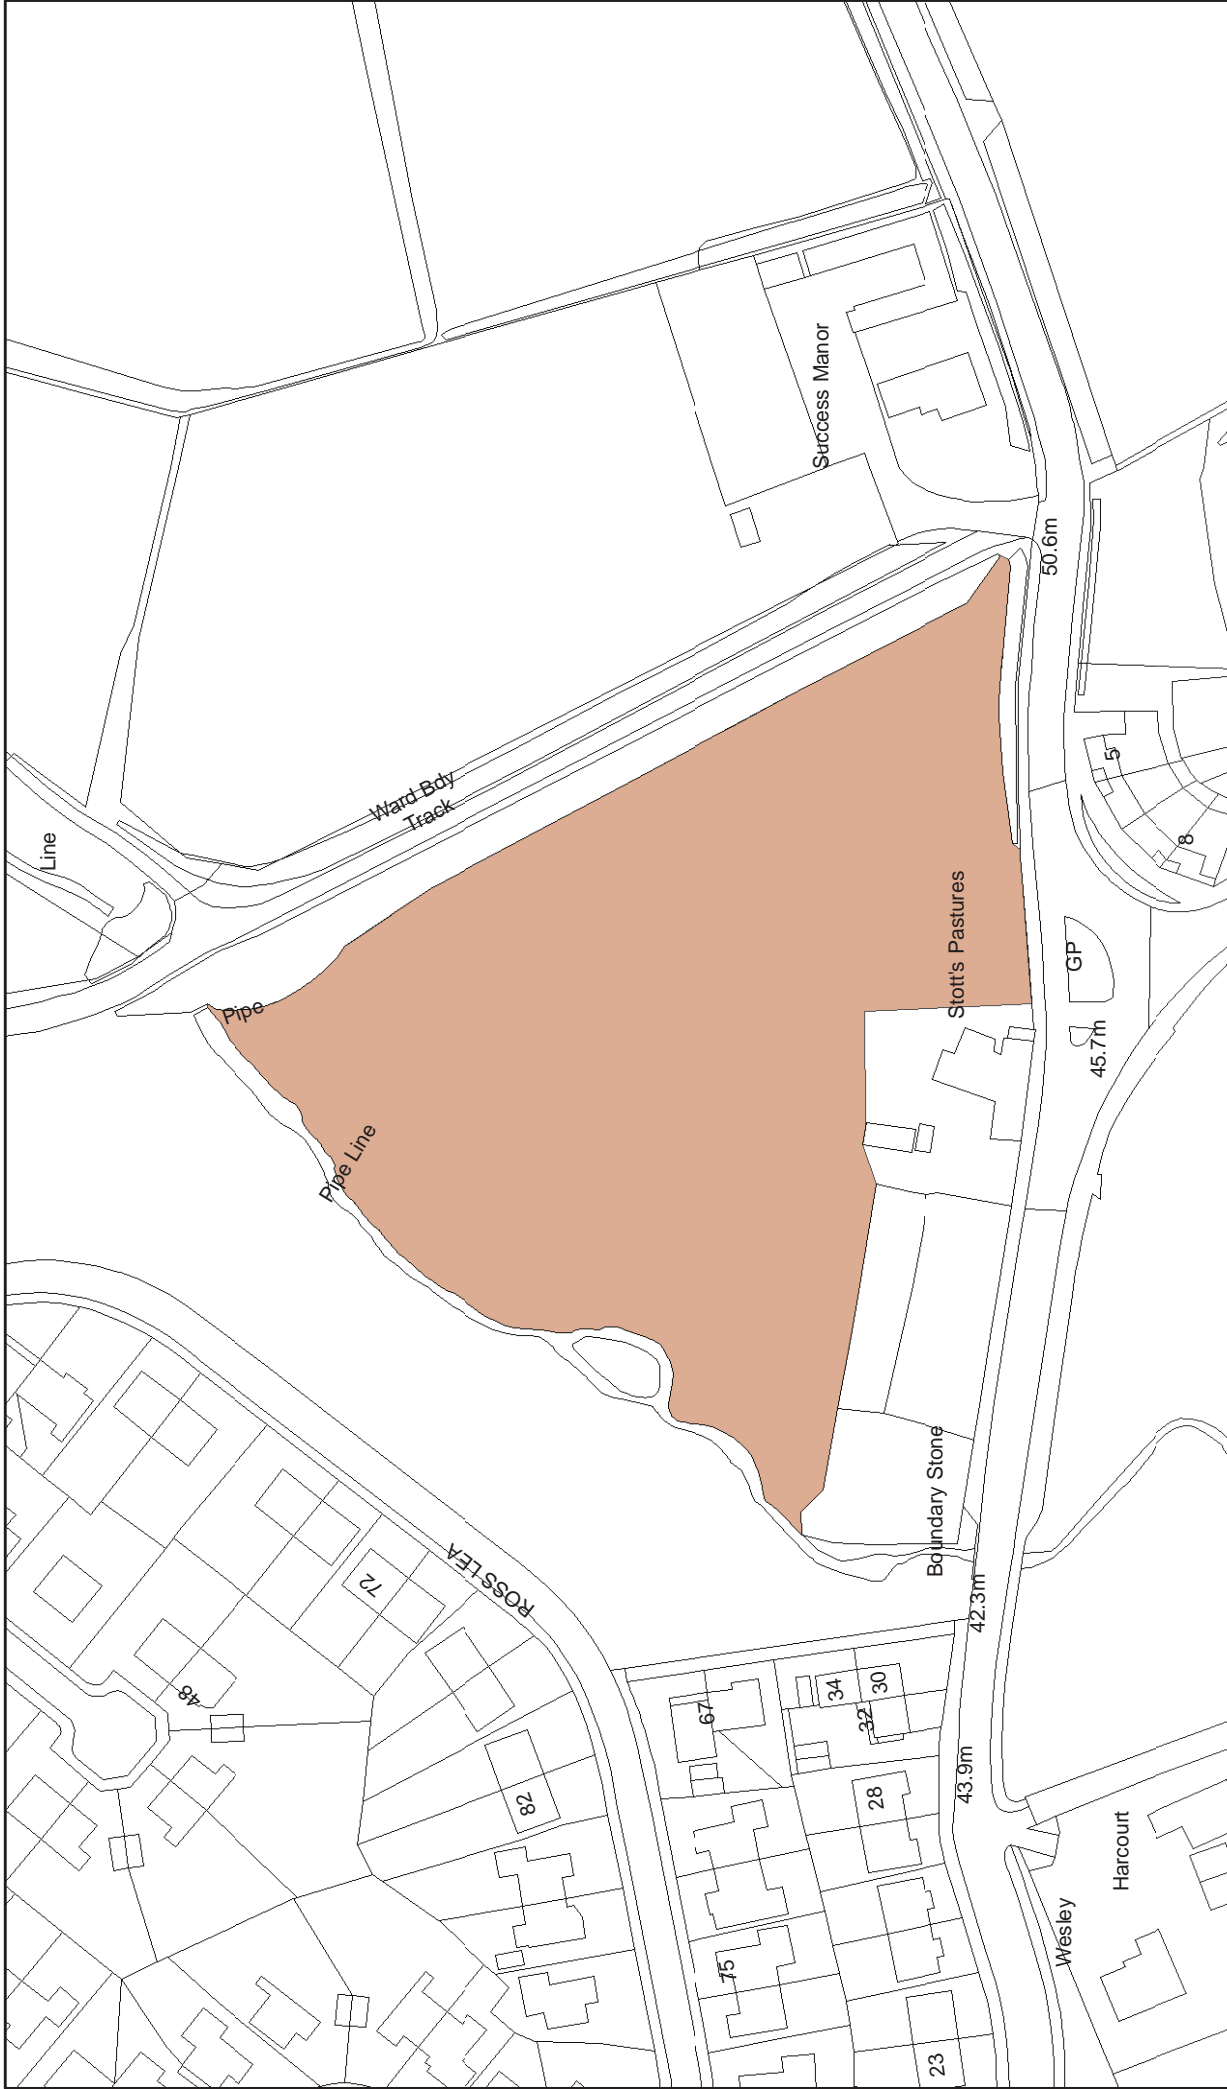 Line
Ward Bdy
Track
Pipe
Pipe Line
Success Manor
50.6m
Stott's Pastures
GP
45.7m
5
8
Boundary Stone
42.3m
ROSS LEA
72
48
82
67
34
30
32
28
43.9m
75
23
Harcourt
Wesley